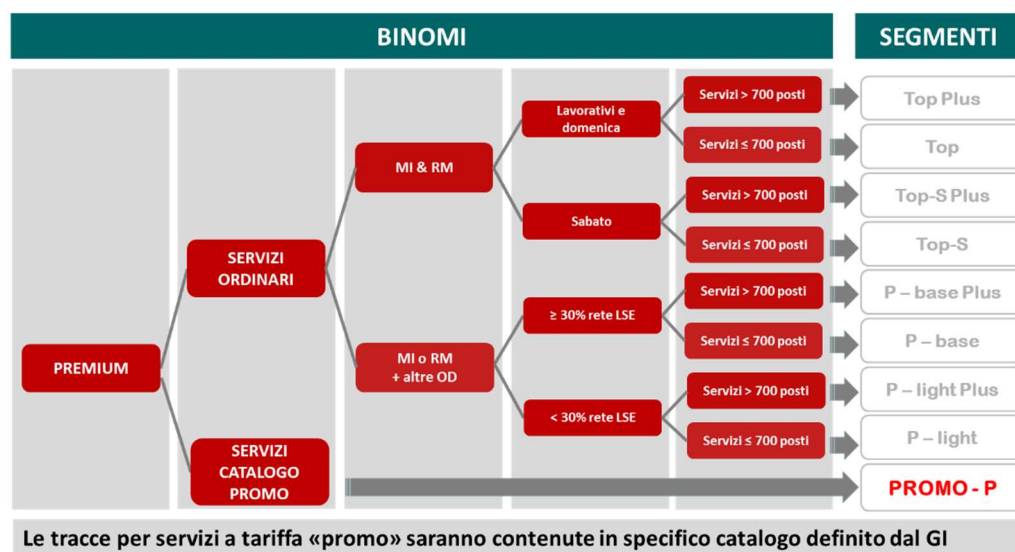 BINOMI
SEGMENTI
PREMIUM
SERVIZI
ORDINARI
SERVIZI
CATALOGO
PROMO
MI & RM
MI o RM
+ altre OD
Lavorativi e
domenica
Sabato
≥ 30% rete LSE
< 30% rete LSE
Servizi > 700 posti
Servizi ≤ 700 posti
Servizi > 700 posti
Servizi ≤ 700 posti
Servizi > 700 posti
Servizi ≤ 700 posti
Servizi > 700 posti
Servizi ≤ 700 posti
Top Plus
Top
Top-S Plus
Top-S
P – base Plus
P – base
P – light Plus
P – light
PROMO - P
Le tracce per servizi a tariffa «promo» saranno contenute in specifico catalogo definito dal GI